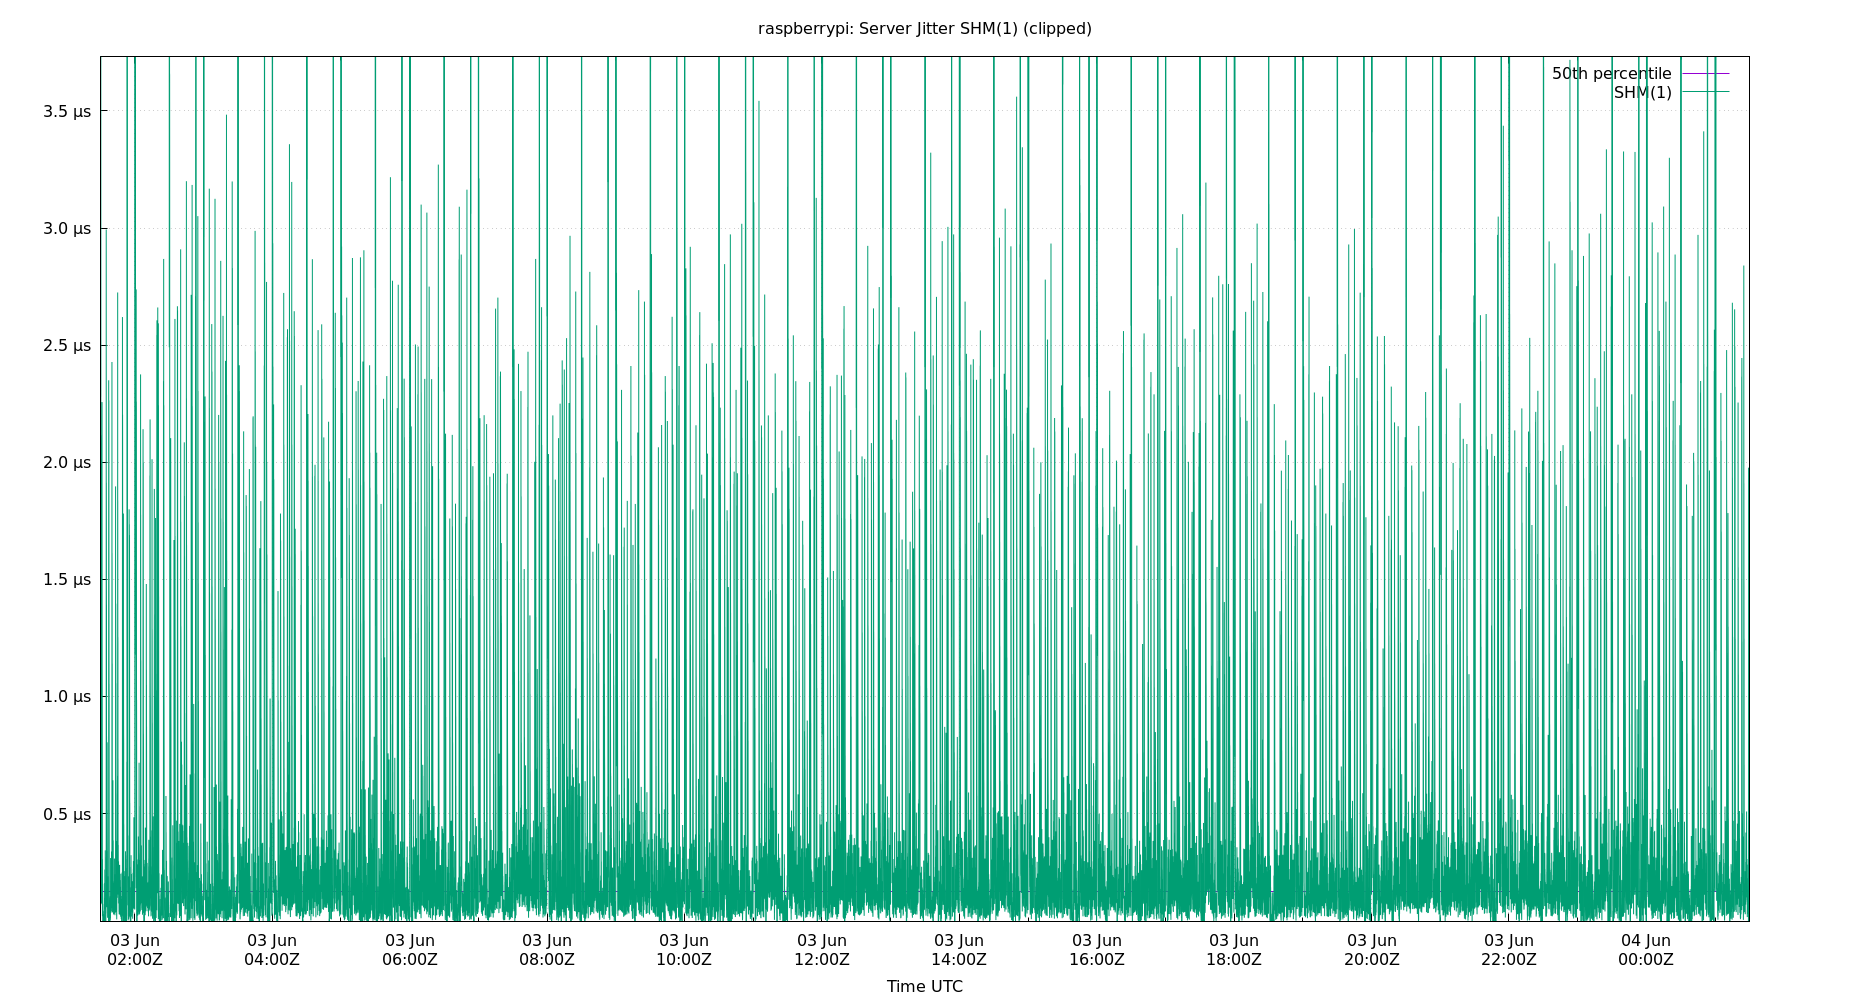 raspberrypi: Server Jitter SHM(1) (clipped)
50th percentile
SHM(1)
3.5 µs
3.0 µs
2.5 µs
2.0 µs
1.5 µs
1.0 µs
0.5 µs
03 Jun 03 Jun 03 Jun 03 Jun 03 Jun 03 Jun 03 Jun 03 Jun 03 Jun 03 Jun 03 Jun 04 Jun
02:00Z 04:00Z 06:00Z 08:00Z 10:00Z 12:00Z 14:00Z 16:00Z 18:00Z 20:00Z 22:00Z 00:00Z
Time UTC